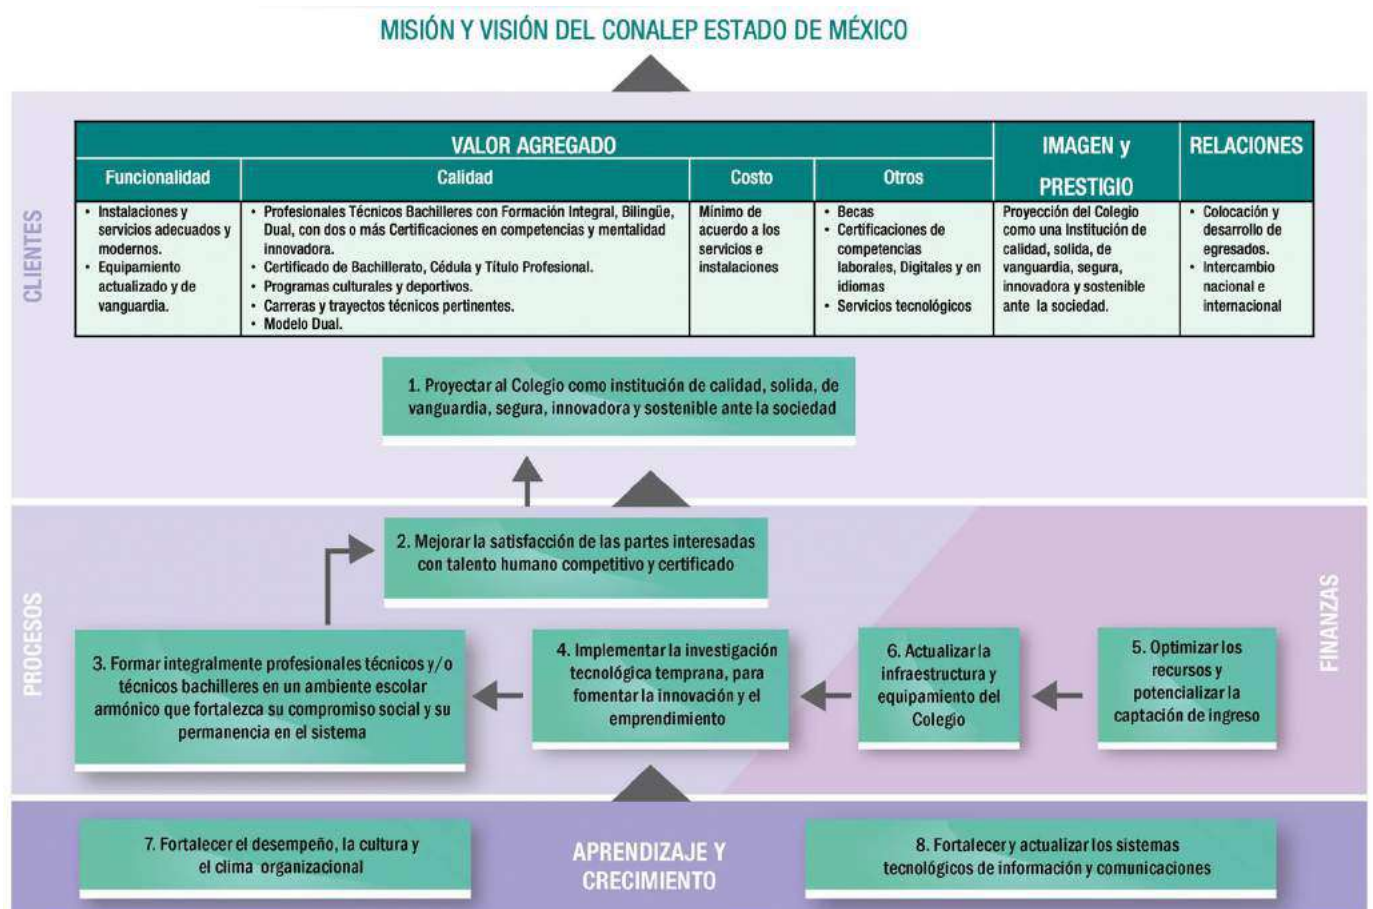 MISIÓN Y VISIÓN DEL CONALEP ESTADO DE MÉXICO
CLIENTES
VALOR AGREGADO
IMAGEN y
PRESTIGIO
RELACIONES
Funcionalidad
Calidad
Costo
Otros
• Instalaciones y
servicios adecuados y
modernos.
• Equipamiento
actualizado y de
vanguardia.
• Profesionales Técnicos Bachilleres con Formación Integral, Bilingüe,
Dual, con dos o más Certificaciones en competencias y mentalidad
innovadora.
• Certificado de Bachillerato, Cédula y Título Profesional.
• Programas culturales y deportivos.
• Carreras y trayectos técnicos pertinentes.
• Modelo Dual.
Mínimo de
acuerdo a los
servicios e
instalaciones
• Becas
• Certificaciones de
competencias
laborales, Digitales y en
idiomas
• Servicios tecnológicos
Proyección del Colegio
como una Institución de
calidad, solida, de
vanguardia, segura,
innovadora y sostenible
ante la sociedad.
• Colocación y
desarrollo de
egresados.
• Intercambio
nacional e
internacional
1. Proyectar al Colegio como institución de calidad, solida, de
vanguardia, segura, innovadora y sostenible ante la sociedad
PROCESOS
FINANZAS
2. Mejorar la satisfacción de las partes interesadas
con talento humano competitivo y certificado
3. Formar integralmente profesionales técnicos y/o
técnicos bachilleres en un ambiente escolar
armónico que fortalezca su compromiso social y su
permanencia en el sistema
4. Implementar la investigación
tecnológica temprana, para
fomentar la innovación y el
emprendimiento
6. Actualizar la
infraestructura y
equipamiento del
Colegio
5. Optimizar los
recursos y
potencializar la
captación de ingreso
7. Fortalecer el desempeño, la cultura y
el clima organizacional
APRENDIZAJE Y
CRECIMIENTO
8. Fortalecer y actualizar los sistemas
tecnológicos de información y comunicaciones